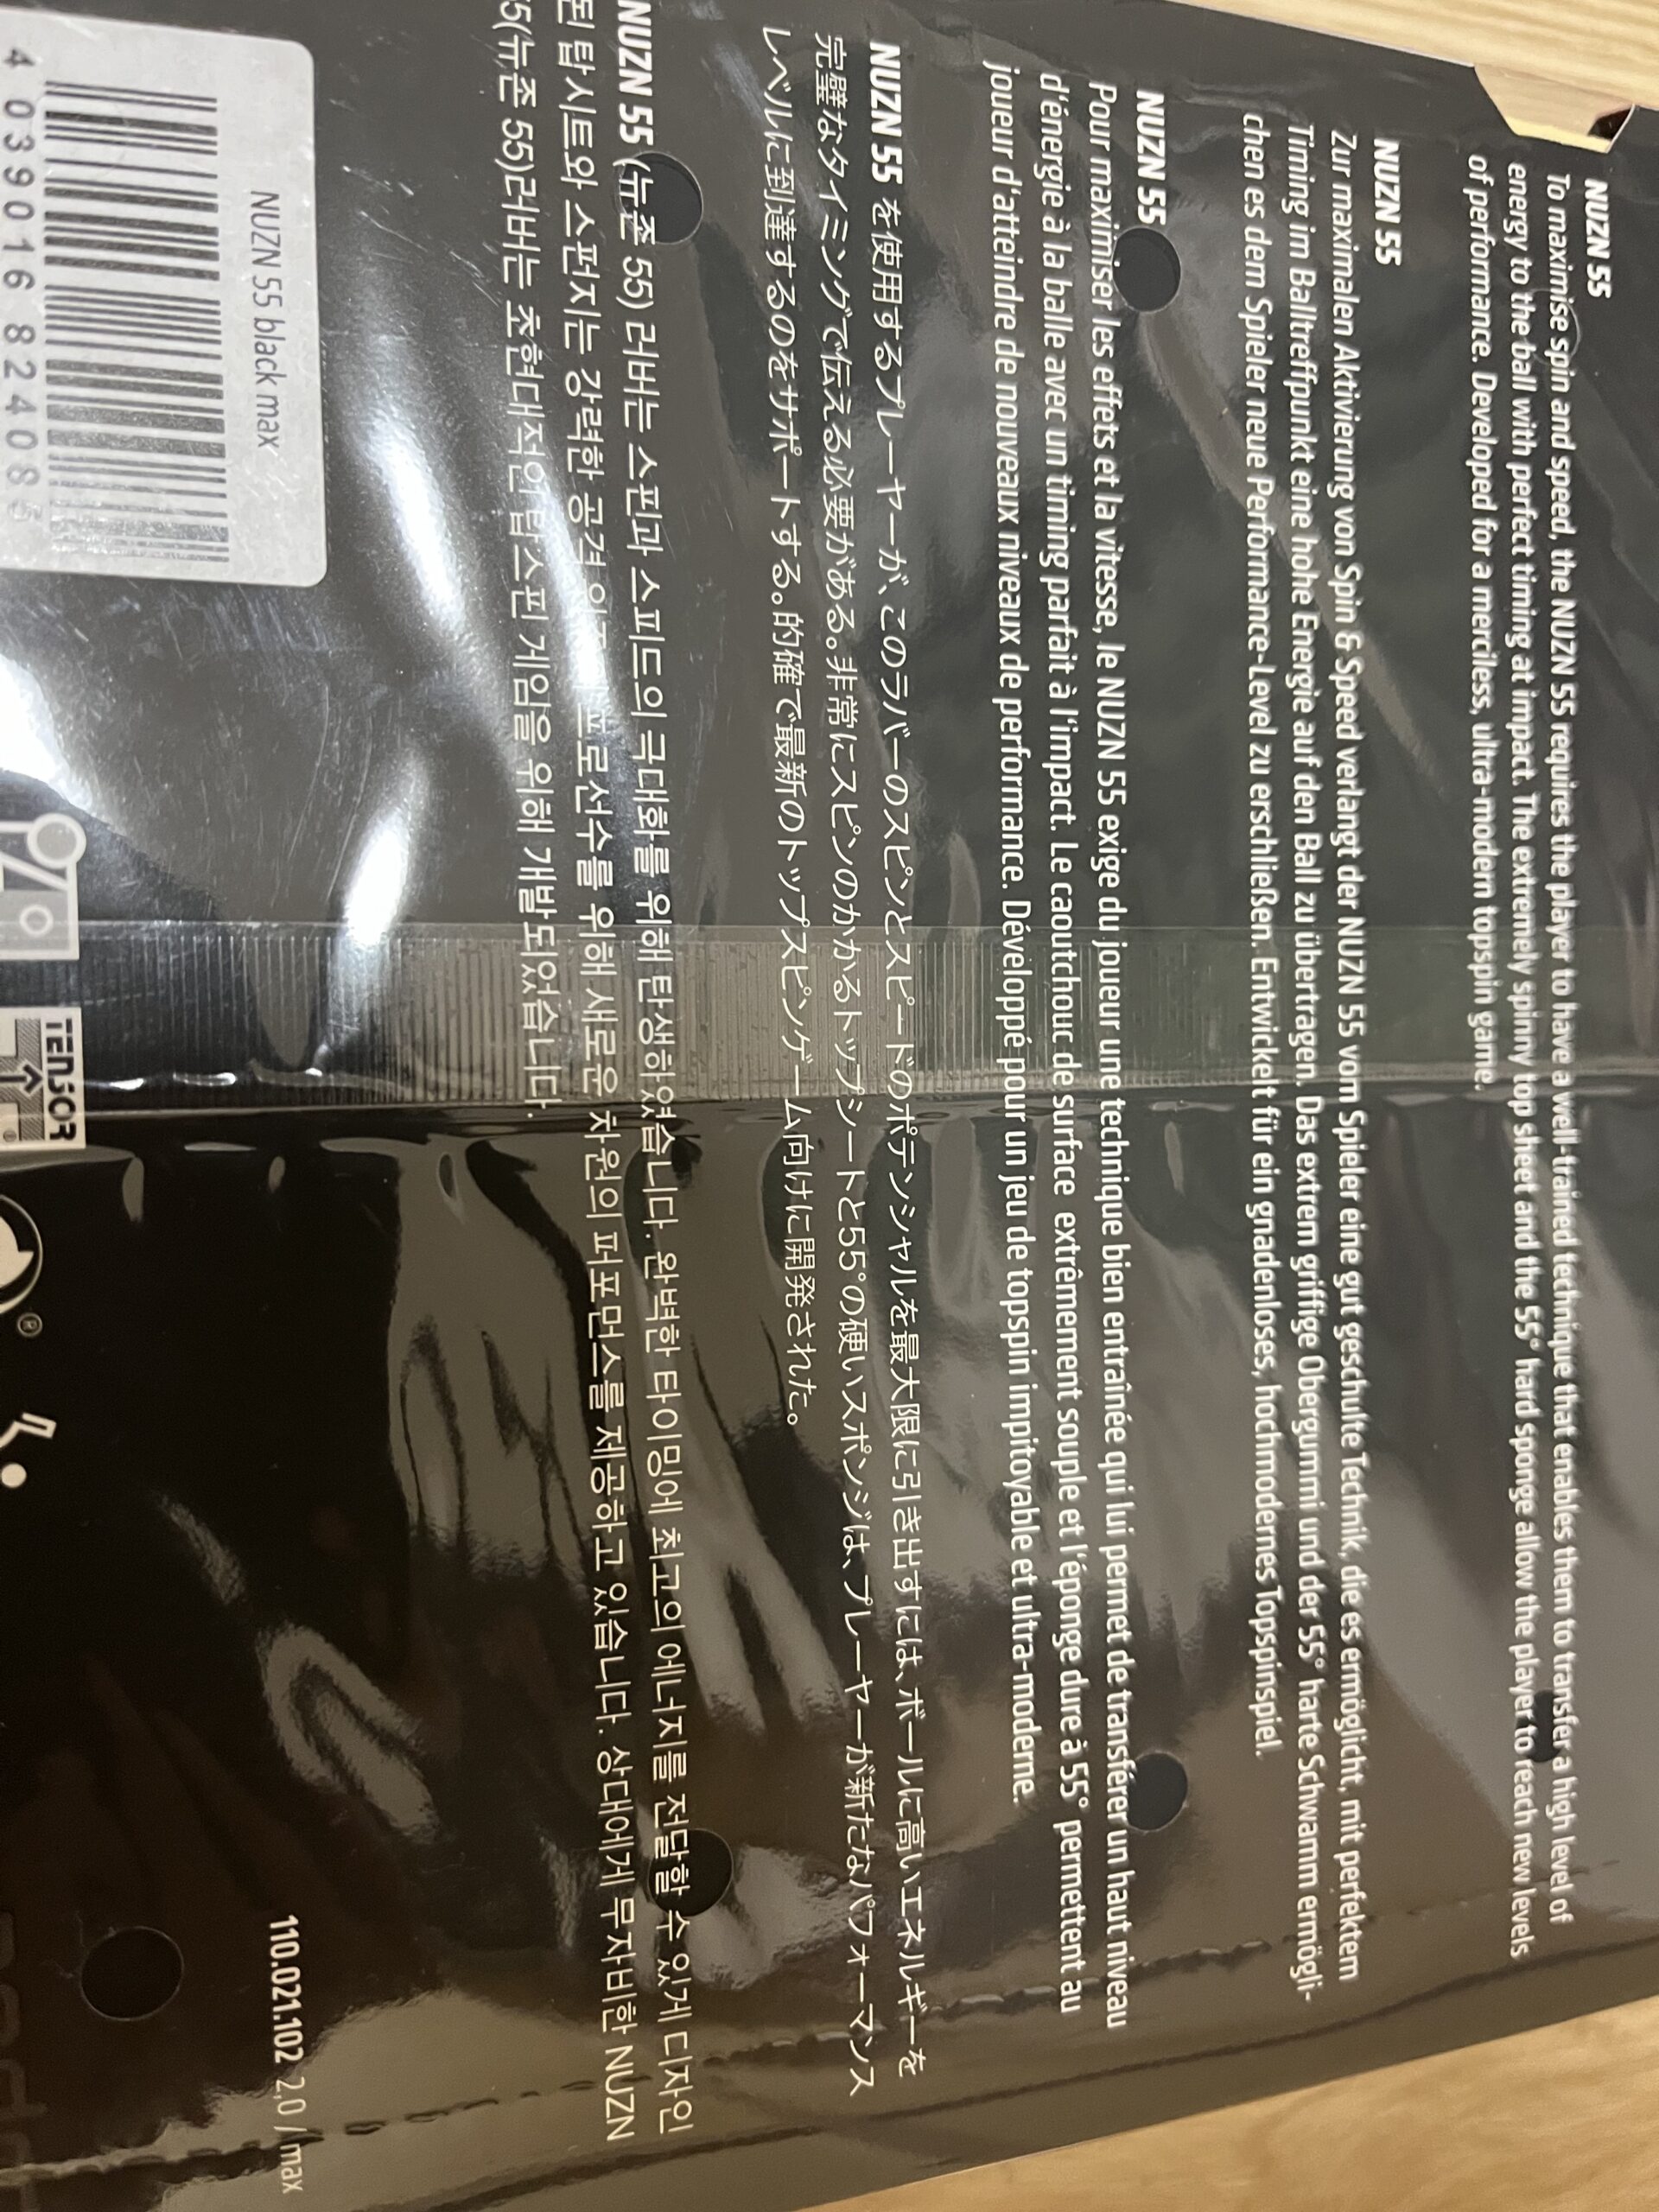 NUZN 55
To maximise spin and speed, the NUZN 55 requires the player to have a well-trained technique that enables them to transfer a high level of
energy to the ball with perfect timing at impact. The extremely spinny top sheet and the 55° hard sponge allow the player to reach new levels
of performance. Developed for a merciless, ultra-modern topspin game.
NUZN 55
Zur maximalen Aktivierung von Spin & Speed verlangt der NUZN 55 vom Spieler eine gut geschulte Technik, die es ermöglicht, mit perfektem
Timing im Balltreffpunkt eine hohe Energie auf den Ball zu übertragen. Das extrem griffige Obergummi und der 55° harte Schwamm ermögli-
chen es dem Spieler neue Performance-Level zu erschließen. Entwickelt für ein gnadenloses, hochmodernes Topspinspiel.
NUZN 55
Pour maximiser les effets et la vitesse, le NUZN 55 exige du joueur une technique bien entraînée qui lui permet de transférer un haut niveau
d'énergie à la balle avec un timing parfait à l'impact. Le caoutchouc de surface extrêmement souple et l'éponge dure à 55° permettent au
joueur d'atteindre de nouveaux niveaux de performance. Développé pour un jeu de topspin impitoyable et ultra-moderne.
NUZN 55 を使用するプレーヤーが、このラバーのスピンとスピードのポテンシャルを最大限に引き出すには、ボールに高いエネルギーを
完璧なタイミングで伝える必要がある。非常にスピンのかかるトップシートと55°の硬いスポンジは、プレーヤーが新たなパフォーマンス
レベルに到達するのをサポートする。的確で最新のトップスピンゲーム向けに開発された。
NUZN 55 (뉴존 55) 러버는 스핀과 스피드의 극대화를 위해 탄생하였습니다. 완벽한 타이밍에 최고의 에너지를 전달할 수 있게 디자인
된 탑시트와 스펀지는 강력한 공격 프로선수를 위해 새로운 차원의 퍼포먼스를 제공하고 있습니다. 상대에게 무자비한 NUZN
55(뉴존 55)러버는 초현대적인 탑스핀 게임을 위해 개발되었습니다.
110.021.102 2,0 / max
NUZN 55 black max
4 039016 824085
TENSOR
®